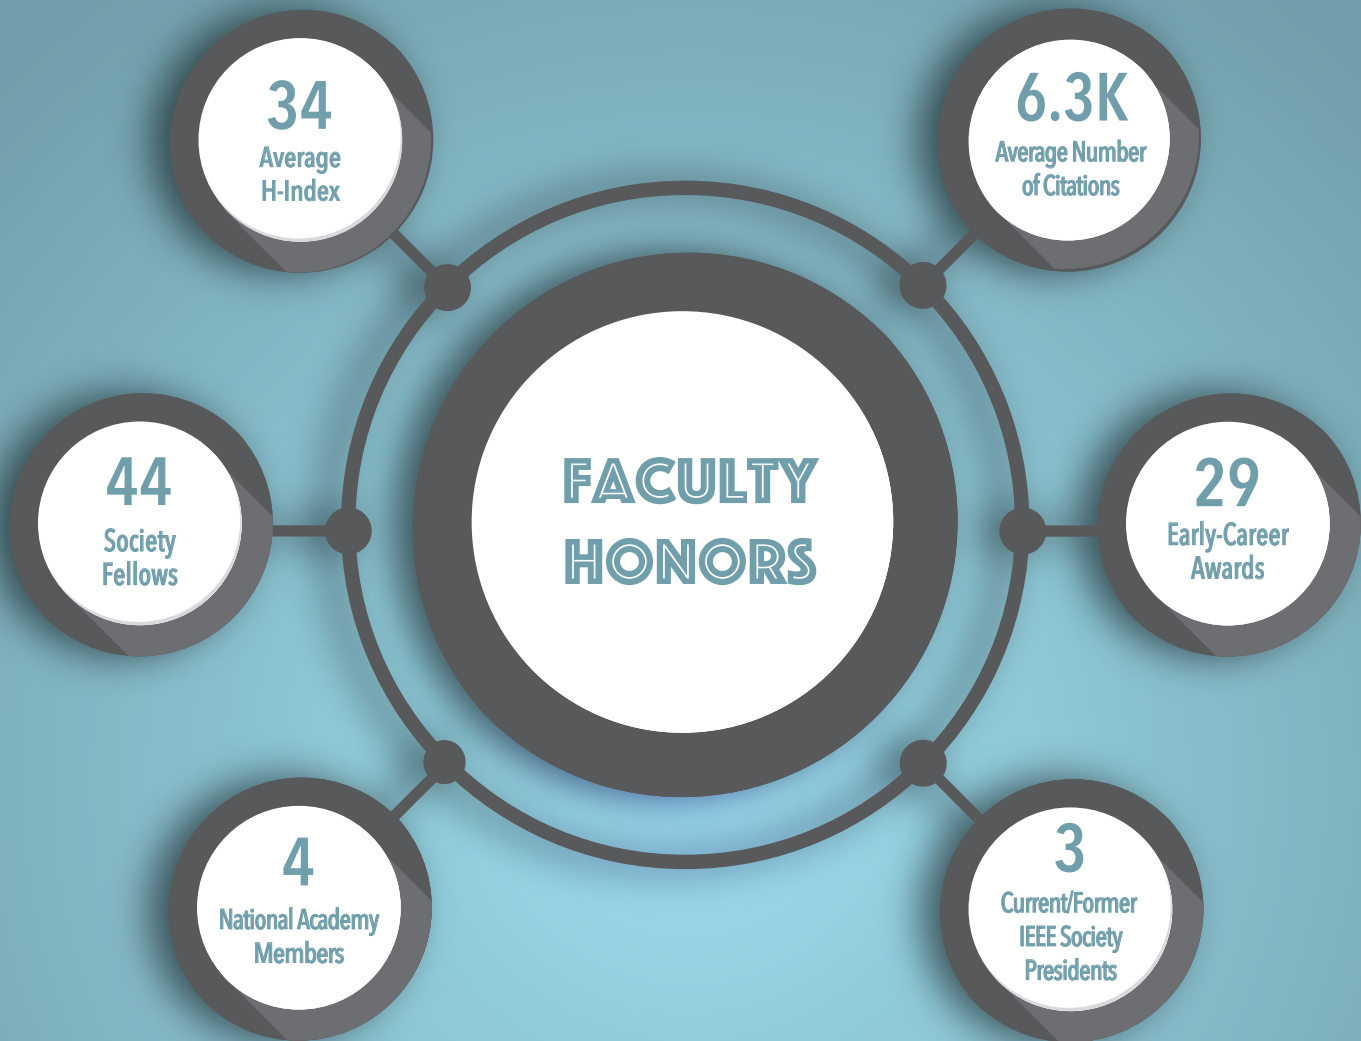 34
Average
H-Index
6.3K
Average Number
of Citations
44
Society
Fellows
FACULTY
HONORS
29
Early-Career
Awards
4
National Academy
Members
3
Current/Former
IEEE Society
Presidents